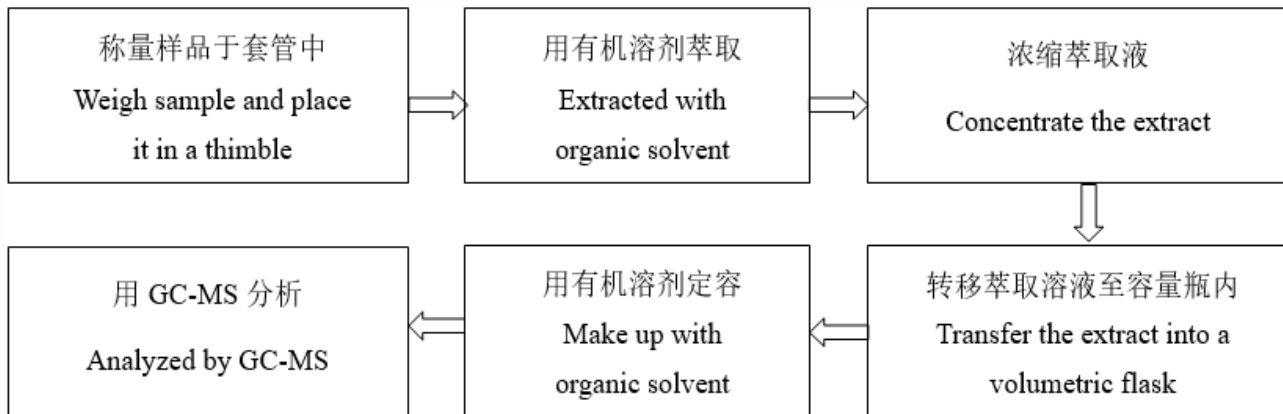 称量样品于套管中
Weigh sample and place
it in a thimble
用有机溶剂萃取
Extracted with
organic solvent
浓缩萃取液
Concentrate the extract
转移萃取溶液至容量瓶内
Transfer the extract into a
volumetric flask
用有机溶剂定容
Make up with
organic solvent
用 GC-MS 分析
Analyzed by GC-MS